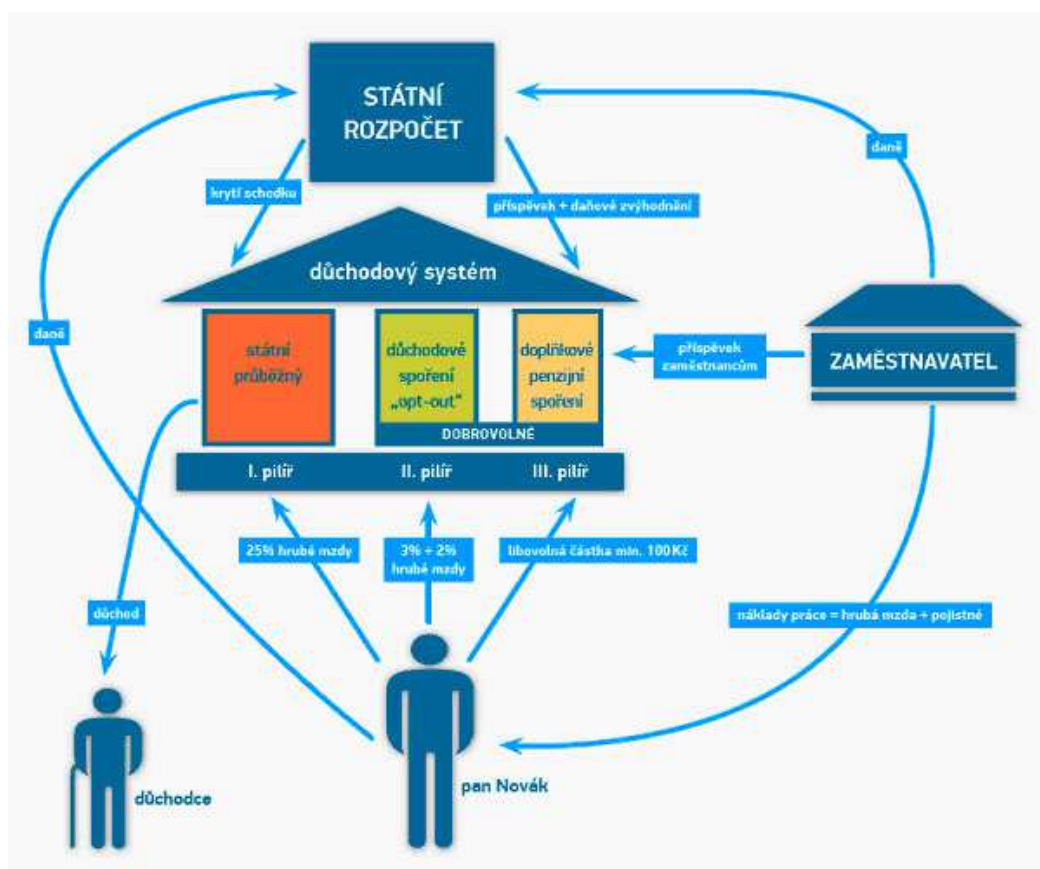 STÁTNÍ
ROZPOČET
daně
krytí schodku
příspěvek + daňové zvýhodnění
důchodový systém
daně
státní
průběžný
důchodové
spoření
„opt-out“
doplňkové
penzijní
spoření
DOBROVOLNÉ
příspěvek
zaměstnancům
ZAMĚSTNAVATEL
I. pilíř
II. pilíř
III. pilíř
25% hrubé mzdy
3% + 2%
hrubé mzdy
libovolná částka min. 100Kč
důchod
náklady práce = hrubá mzda + pojistné
pan Novák
důchodce